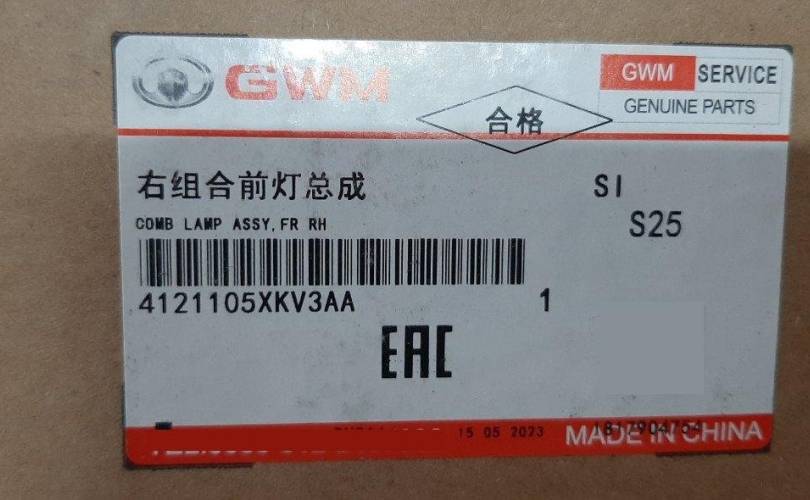 GWM
GWM SERVICE
GENUINE PARTS
合格
右组合前灯总成
SI
COMB LAMP ASSY,FR RH
S25
4121105XKV3AA
1
EAC
15 05 2023
MADE IN CHINA